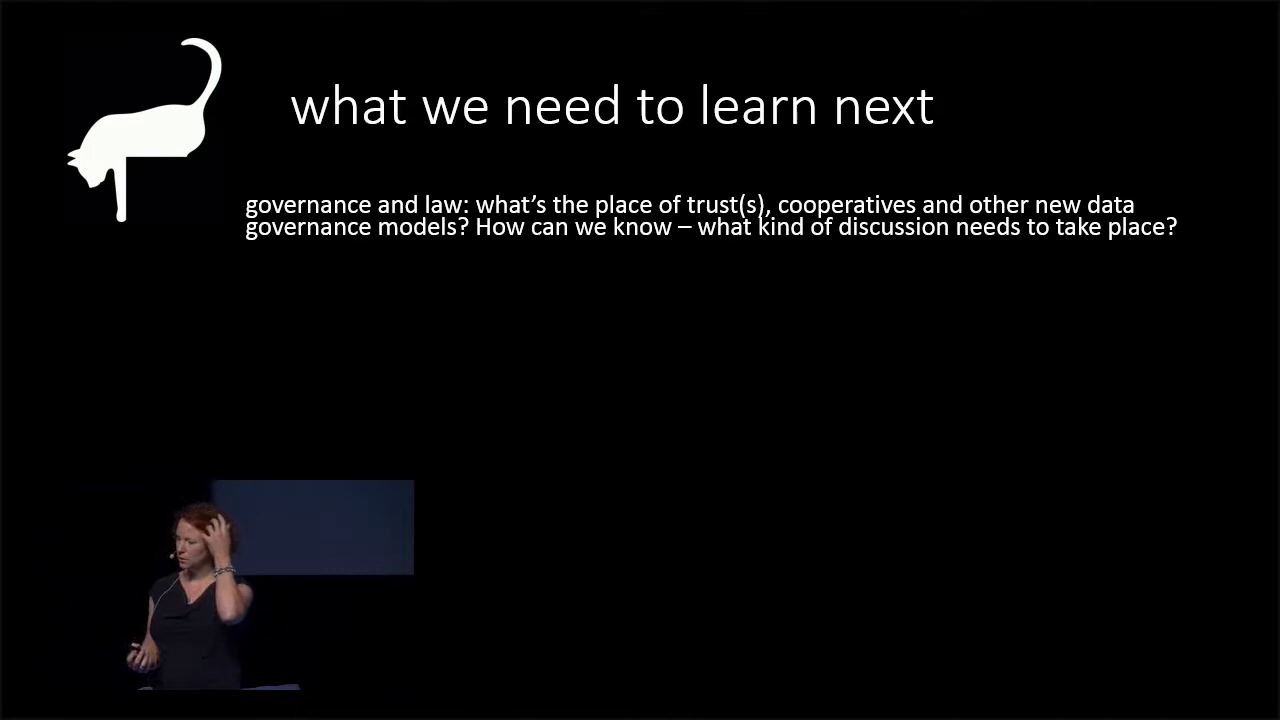 what we need to learn next
governance and law: what’s the place of trust(s), cooperatives and other new data
governance models? How can we know – what kind of discussion needs to take place?